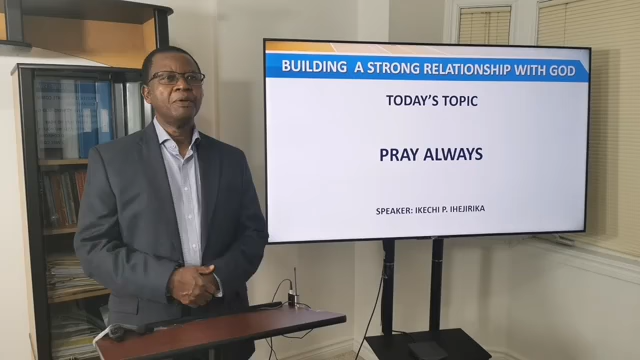 BUILDING A STRONG RELATIONSHIP WITH GOD
TODAY'S TOPIC
PRAY ALWAYS
SPEAKER: IKECHI P. IHEJIRIKA